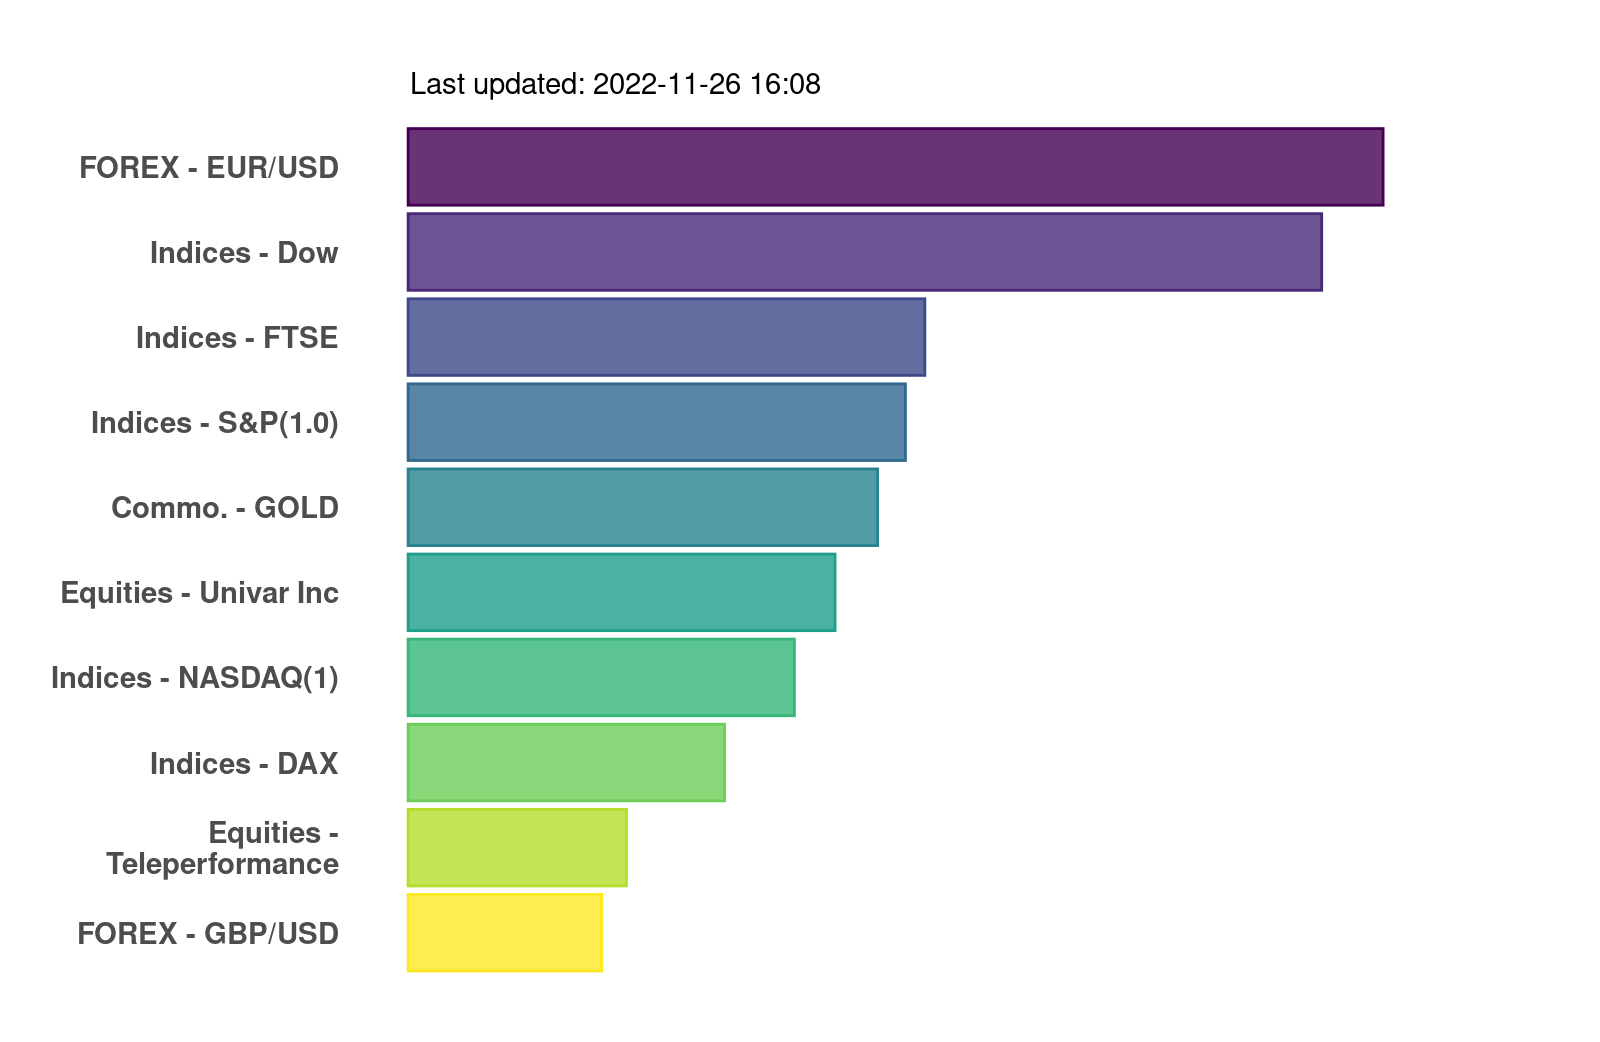 Last updated: 2022-11-26 16:08
FOREX - EUR/USD
Indices - Dow
Indices - FTSE
Indices - S&P(1.0)
Commo. - GOLD
Equities - Univar Inc
Indices - NASDAQ(1)
Indices - DAX
Equities -
Teleperformance
FOREX - GBP/USD